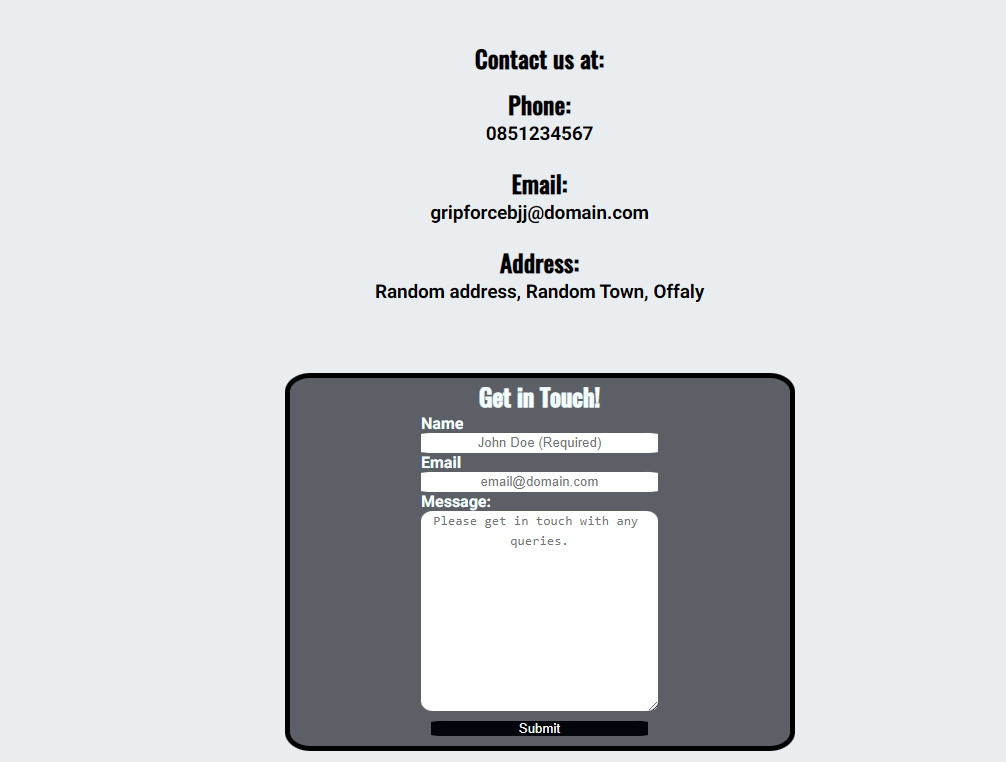 Contact us at:
Phone:
0851234567
Email:
gripforcebjj@domain.com
Address:
Random address, Random Town, Offaly
Get in Touch!
Name
John Doe (Required)
Email
email@domain.com
Message:
Please get in touch with any
queries.
Submit